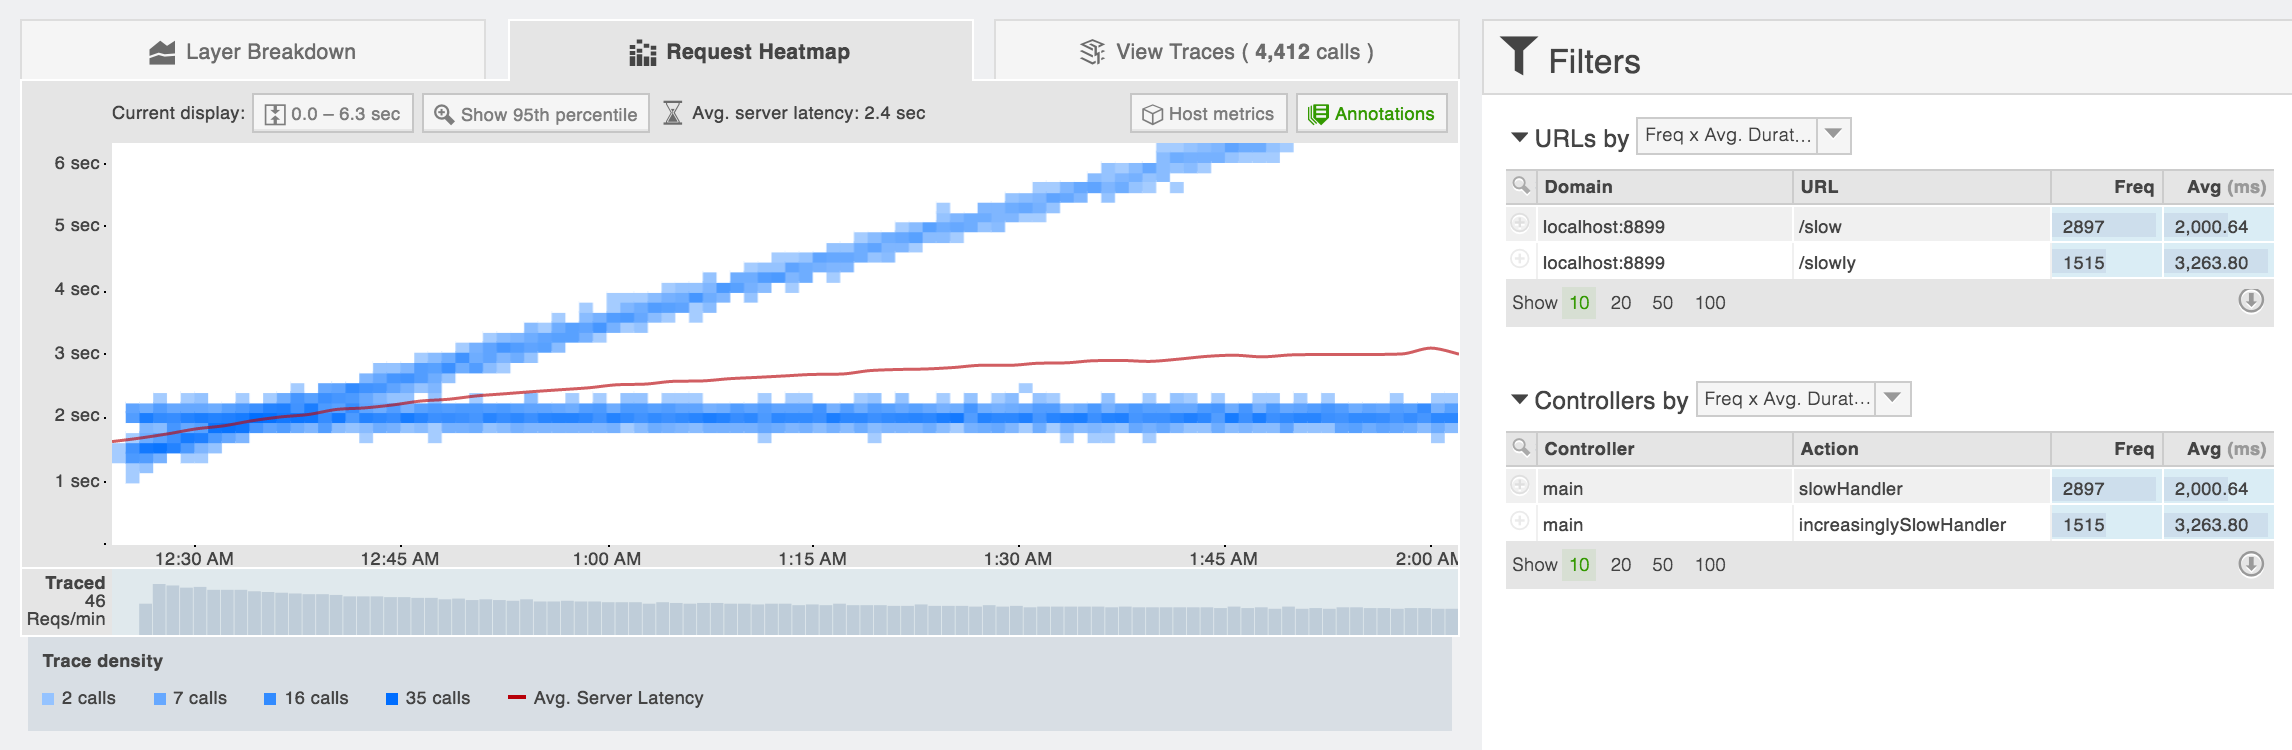 Layer Breakdown
Request Heatmap
View Traces ( 4,412 calls )
Current display:
0.0 – 6.3 sec
Show 95th percentile
Avg. server latency: 2.4 sec
Host metrics
Annotations
6 sec
5 sec
4 sec
3 sec
2 sec
1 sec
12:30 AM 12:45 AM 1:00 AM 1:15 AM 1:30 AM 1:45 AM 2:00 AM
Traced
46
Reqs/min
Trace density
2 calls 7 calls 16 calls 35 calls Avg. Server Latency
Filters
URLs by Freq x Avg. Durat...
Domain URL Freq Avg (ms)
localhost:8899 /slow 2897 2,000.64
localhost:8899 /slowly 1515 3,263.80
Show 10 20 50 100
Controllers by Freq x Avg. Durat...
Controller Action Freq Avg (ms)
main slowHandler 2897 2,000.64
main increasinglySlowHandler 1515 3,263.80
Show 10 20 50 100